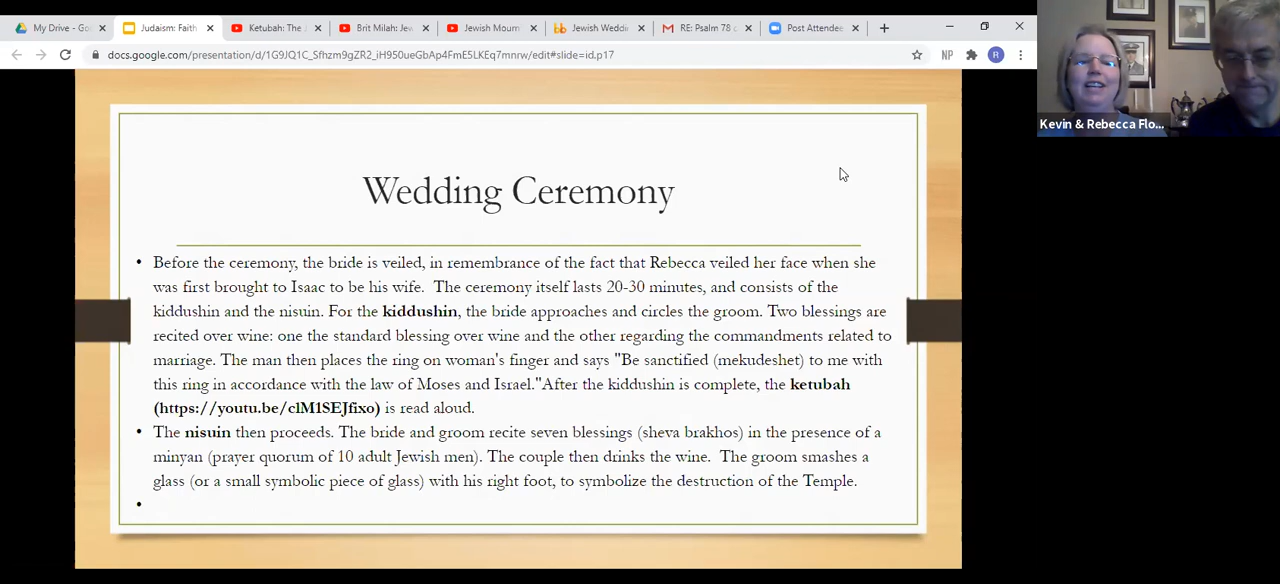 My Drive - Go
Judaism: Faith
Ketubah: The J
Brit Milah: Jew
Jewish Mourn
Jewish Weddin
RE: Psalm 78 c
Post Attendee
docs.google.com/presentation/d/1G9JQ1C_Sfhzm9gZR2_iH950ueGbAp4FmE5LKEq7mnrw/edit#slide=id.p17
NP
R
Kevin & Rebecca Flo...
Wedding Ceremony
• Before the ceremony, the bride is veiled, in remembrance of the fact that Rebecca veiled her face when she
was first brought to Isaac to be his wife. The ceremony itself lasts 20-30 minutes, and consists of the
kiddushin and the nisuin. For the kiddushin, the bride approaches and circles the groom. Two blessings are
recited over wine: one the standard blessing over wine and the other regarding the commandments related to
marriage. The man then places the ring on woman's finger and says "Be sanctified (mekudeshet) to me with
this ring in accordance with the law of Moses and Israel."After the kiddushin is complete, the ketubah
(https://youtu.be/clM1SEJfixo) is read aloud.
• The nisuin then proceeds. The bride and groom recite seven blessings (sheva brakhos) in the presence of a
minyan (prayer quorum of 10 adult Jewish men). The couple then drinks the wine. The groom smashes a
glass (or a small symbolic piece of glass) with his right foot, to symbolize the destruction of the Temple.
•